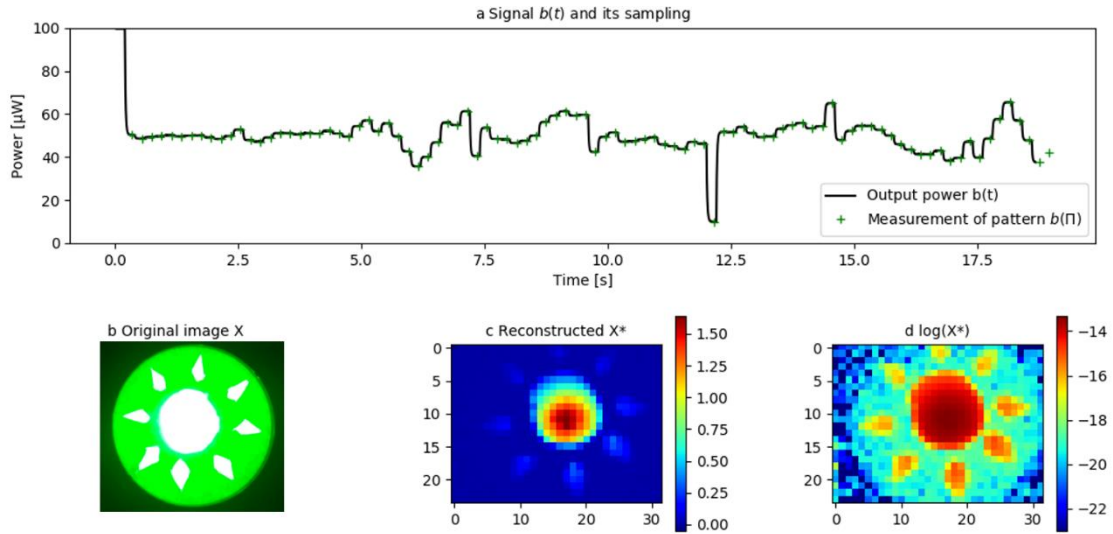 a Signal b(t) and its sampling
100
80
60
40
20
0
Power [µW]
Output power b(t)
Measurement of pattern b(Π)
0.0 2.5 5.0 7.5 10.0 12.5 15.0 17.5
Time [s]
b Original image X
c Reconstructed X*
0
5
10
15
20
0 10 20 30
1.50
1.25
1.00
0.75
0.50
0.25
0.00
d log(X*)
0
5
10
15
20
0 10 20 30
−14
−16
−18
−20
−22